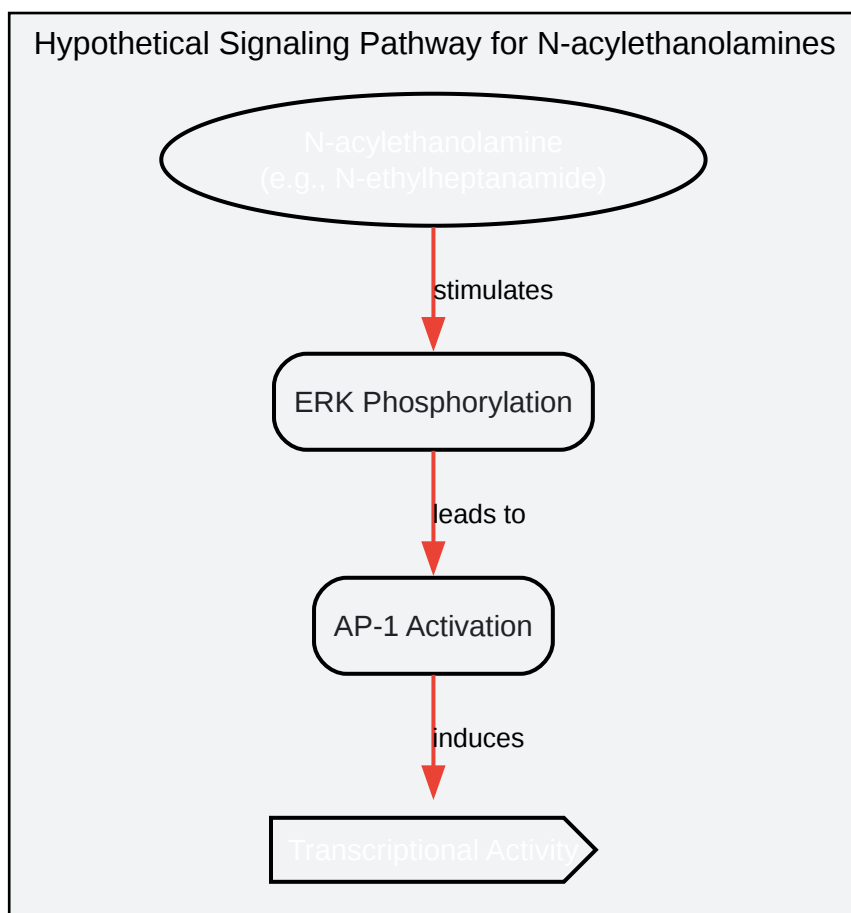 Hypothetical Signaling Pathway for N-acylethanolamines
N-acylethanolamine
(e.g., N-ethylheptanamide)
stimulates
ERK Phosphorylation
leads to
AP-1 Activation
induces
Transcriptional Activity